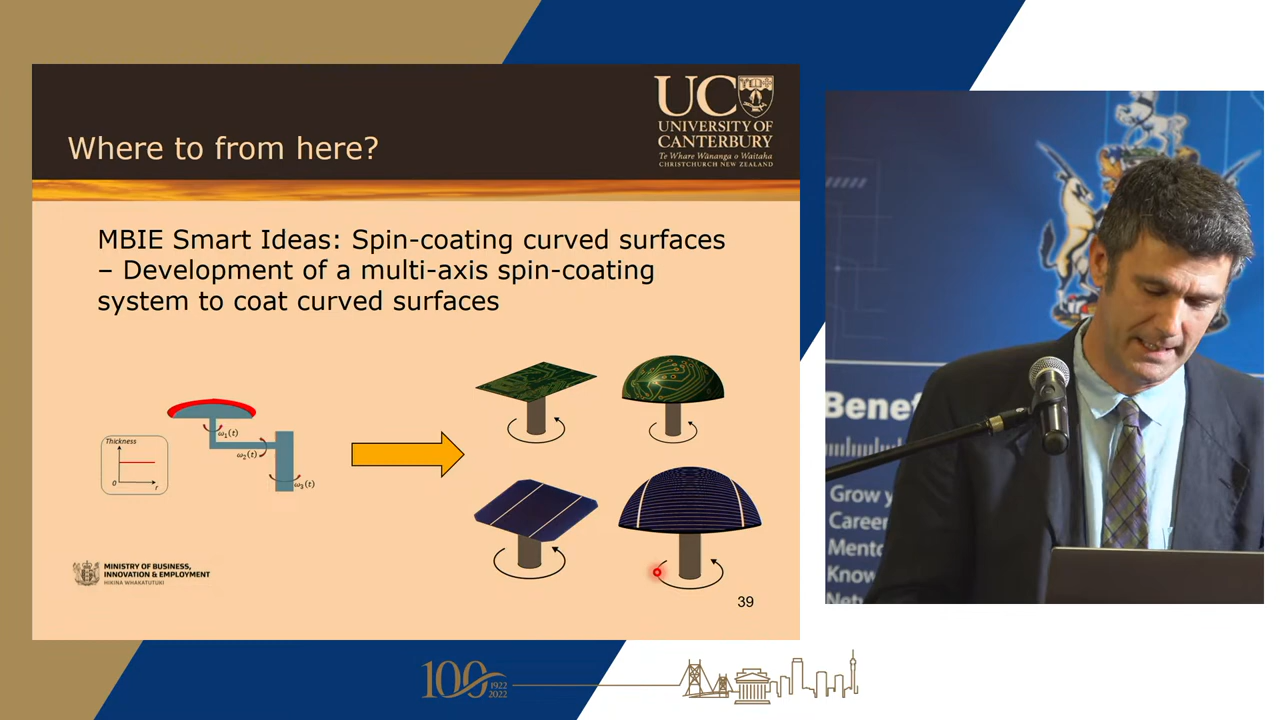 Where to from here?
UC
UNIVERSITY OF
CANTERBURY
Te Whare Wānanga o Waitaha
CHRISTCHURCH NEW ZEALAND
MBIE Smart Ideas: Spin-coating curved surfaces
– Development of a multi-axis spin-coating
system to coat curved surfaces
Thickness
0
r
ω₁(t)
ω₂(t)
ω₃(t)
MINISTRY OF BUSINESS,
INNOVATION & EMPLOYMENT
HĪKINA WHAKATUTUKI
39
Benef
Grow y
Career
Mento
Know
Netw
100
1922
2022